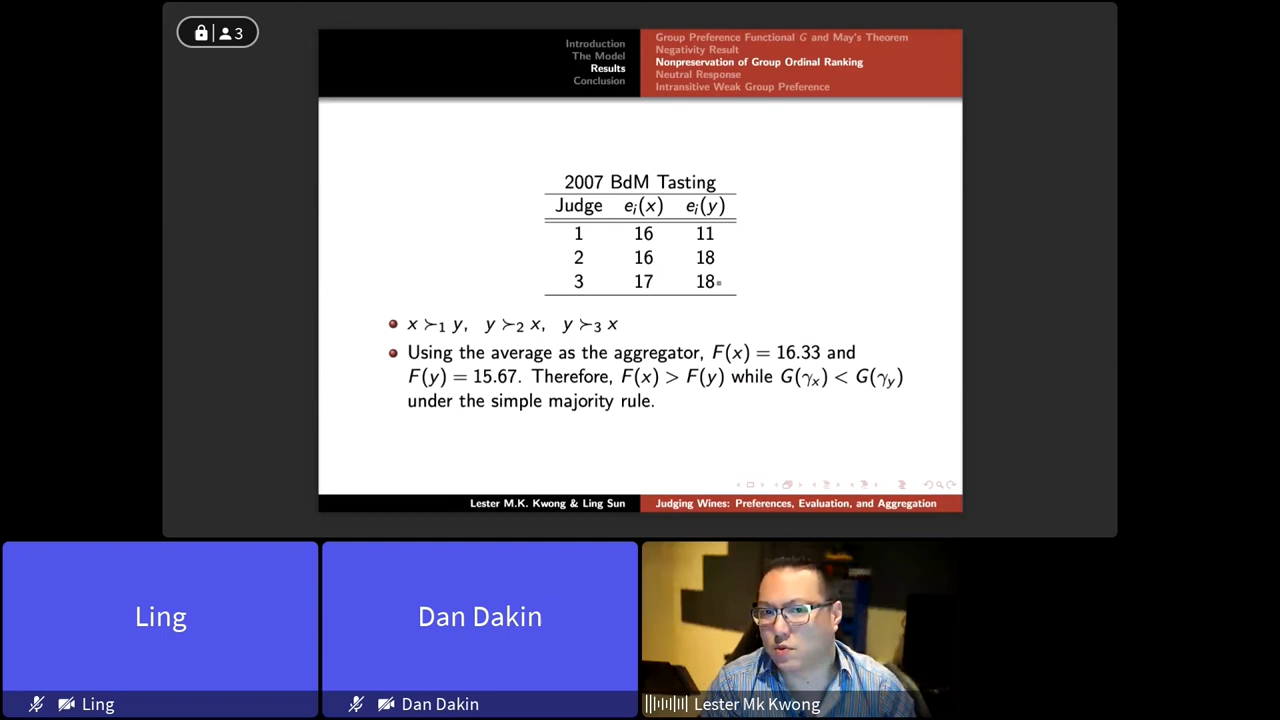 3
Introduction
The Model
Results
Conclusion
Group Preference Functional G and May's Theorem
Negativity Result
Nonpreservation of Group Ordinal Ranking
Neutral Response
Intransitive Weak Group Preference
2007 BdM Tasting
Judge eᵢ(x) eᵢ(y)
1 16 11
2 16 18
3 17 18
x ≻₁ y, y ≻₂ x, y ≻₃ x
Using the average as the aggregator, F(x) = 16.33 and
F(y) = 15.67. Therefore, F(x) > F(y) while G(γₓ) < G(γᵧ)
under the simple majority rule.
Lester M.K. Kwong & Ling Sun
Judging Wines: Preferences, Evaluation, and Aggregation
Ling
Dan Dakin
Ling
Dan Dakin
Lester Mk Kwong